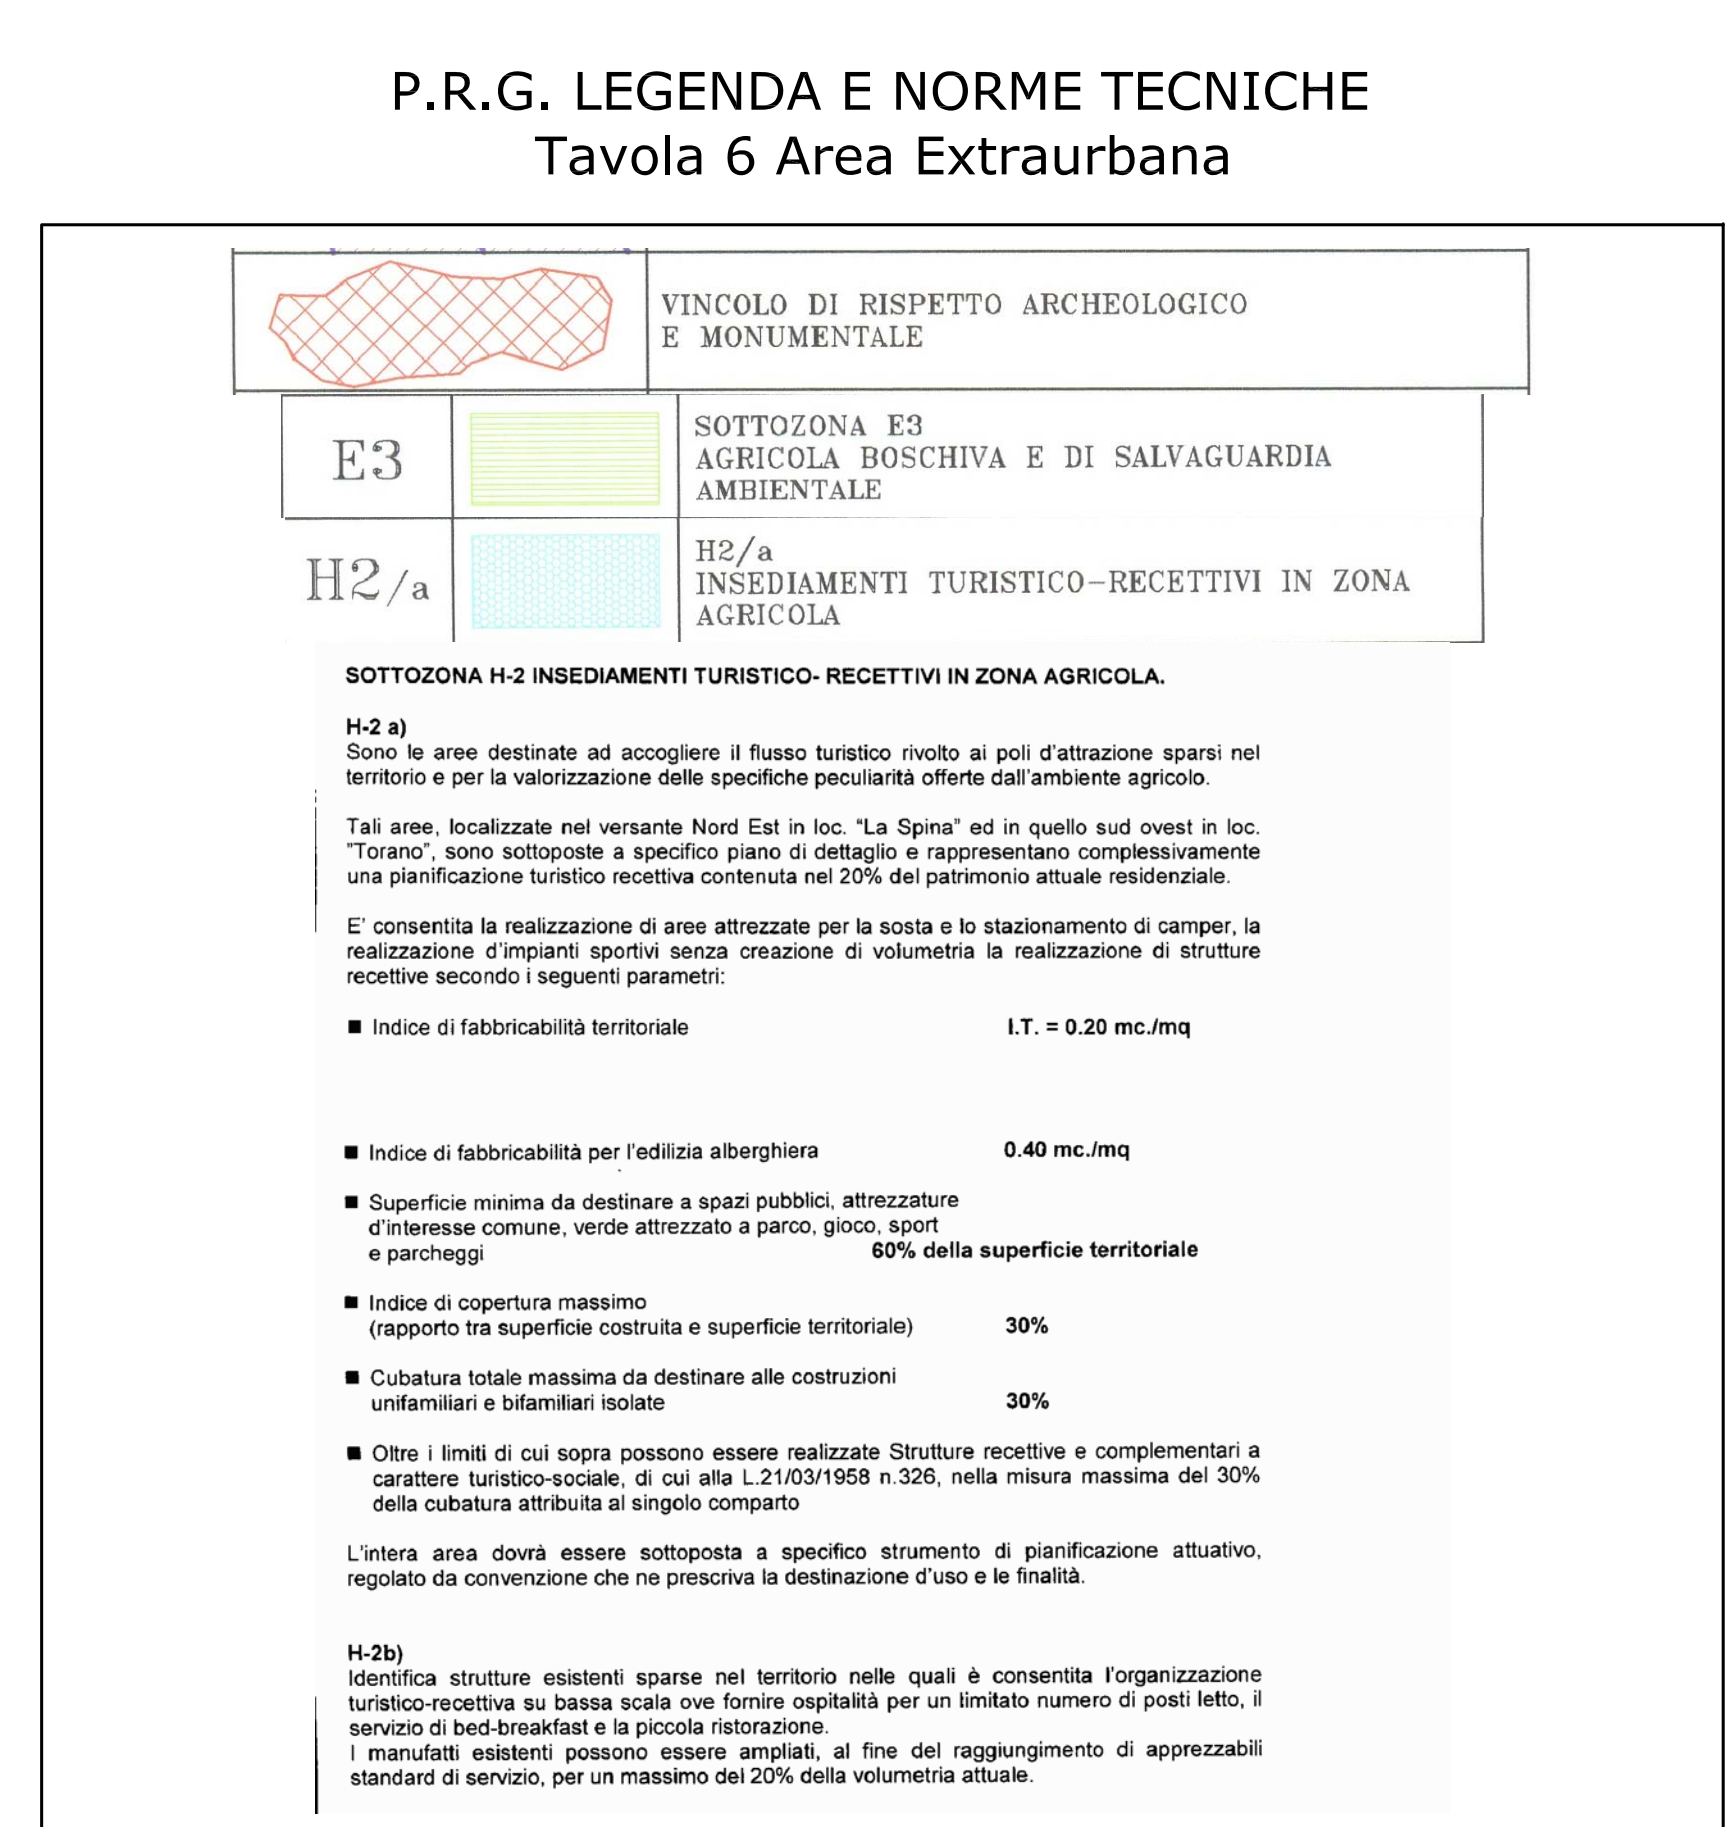 P.R.G. LEGENDA E NORME TECNICHE
Tavola 6 Area Extraurbana
VINCOLO DI RISPETTO ARCHEOLOGICO
E MONUMENTALE
E3
SOTTOZONA E3
AGRICOLA BOSCHIVA E DI SALVAGUARDIA
AMBIENTALE
H2/a
H2/a
INSEDIAMENTI TURISTICO-RECETTIVI IN ZONA
AGRICOLA
SOTTOZONA H-2 INSEDIAMENTI TURISTICO- RECETTIVI IN ZONA AGRICOLA.
H-2 a)
Sono le aree destinate ad accogliere il flusso turistico rivolto ai poli d'attrazione sparsi nel
territorio e per la valorizzazione delle specifiche peculiarità offerte dall'ambiente agricolo.
Tali aree, localizzate nel versante Nord Est in loc. “La Spina” ed in quello sud ovest in loc.
"Torano", sono sottoposte a specifico piano di dettaglio e rappresentano complessivamente
una pianificazione turistico recettiva contenuta nel 20% del patrimonio attuale residenziale.
E' consentita la realizzazione di aree attrezzate per la sosta e lo stazionamento di camper, la
realizzazione d'impianti sportivi senza creazione di volumetria la realizzazione di strutture
recettive secondo i seguenti parametri:
■ Indice di fabbricabilità territoriale I.T. = 0.20 mc./mq
■ Indice di fabbricabilità per l'edilizia alberghiera 0.40 mc./mq
■ Superficie minima da destinare a spazi pubblici, attrezzature
d'interesse comune, verde attrezzato a parco, gioco, sport
e parcheggi 60% della superficie territoriale
■ Indice di copertura massimo
(rapporto tra superficie costruita e superficie territoriale) 30%
■ Cubatura totale massima da destinare alle costruzioni
unifamiliari e bifamiliari isolate 30%
■ Oltre i limiti di cui sopra possono essere realizzate Strutture recettive e complementari a
carattere turistico-sociale, di cui alla L.21/03/1958 n.326, nella misura massima del 30%
della cubatura attribuita al singolo comparto
L'intera area dovrà essere sottoposta a specifico strumento di pianificazione attuativo,
regolato da convenzione che ne prescriva la destinazione d'uso e le finalità.
H-2b)
Identifica strutture esistenti sparse nel territorio nelle quali è consentita l'organizzazione
turistico-recettiva su bassa scala ove fornire ospitalità per un limitato numero di posti letto, il
servizio di bed-breakfast e la piccola ristorazione.
I manufatti esistenti possono essere ampliati, al fine del raggiungimento di apprezzabili
standard di servizio, per un massimo del 20% della volumetria attuale.